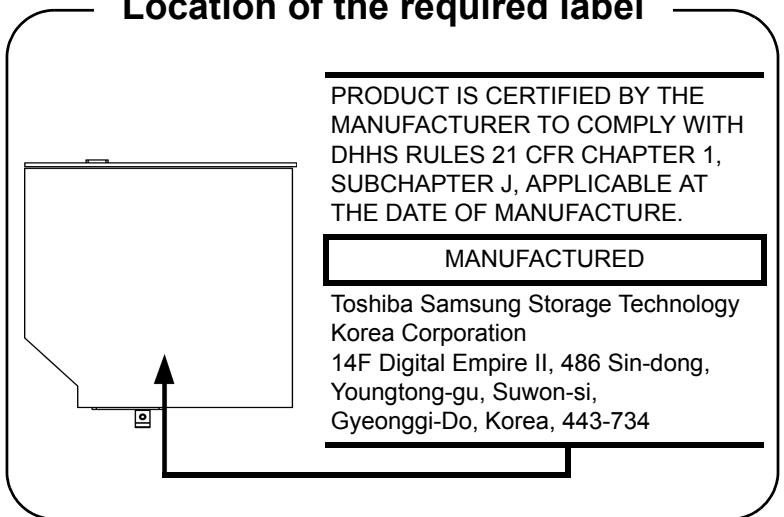 Location of the required label
PRODUCT IS CERTIFIED BY THE
MANUFACTURER TO COMPLY WITH
DHHS RULES 21 CFR CHAPTER 1,
SUBCHAPTER J, APPLICABLE AT
THE DATE OF MANUFACTURE.
MANUFACTURED
Toshiba Samsung Storage Technology
Korea Corporation
14F Digital Empire II, 486 Sin-dong,
Youngtong-gu, Suwon-si,
Gyeonggi-Do, Korea, 443-734